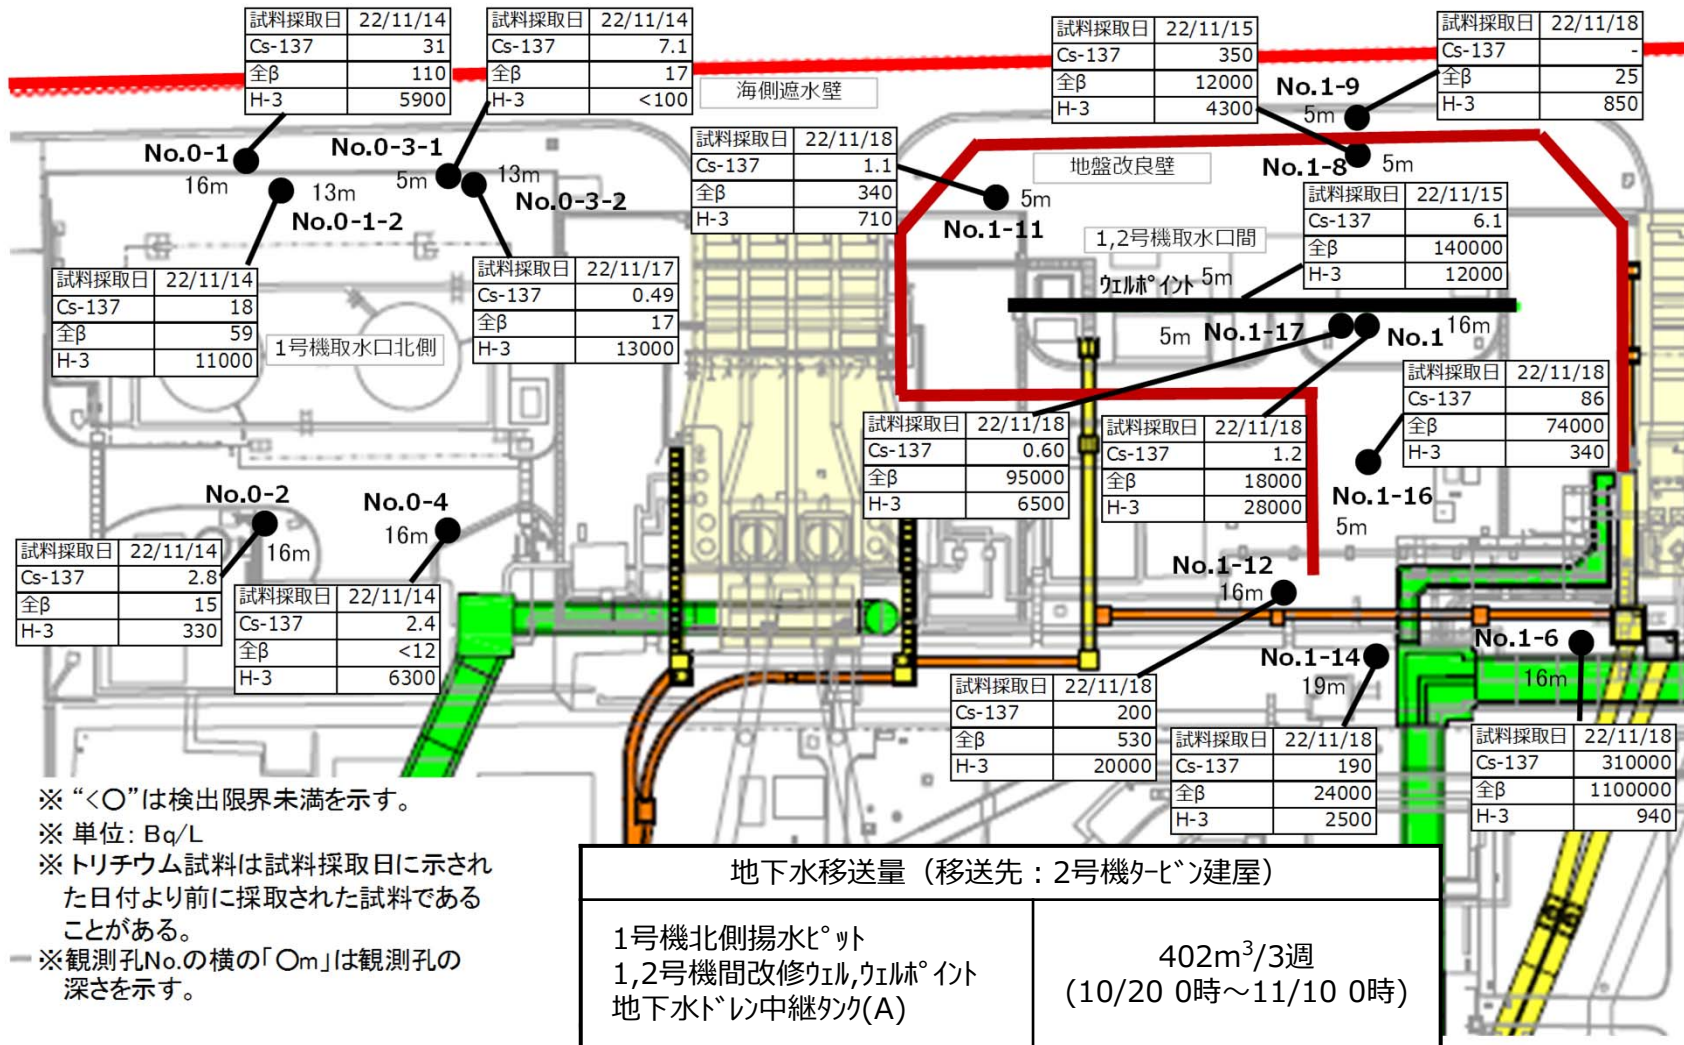 試料採取日 22/11/14
Cs-137 31
全β 110
H-3 5900
試料採取日 22/11/14
Cs-137 7.1
全β 17
H-3 <100
海側遮水壁
試料採取日 22/11/15
Cs-137 350
全β 12000
H-3 4300
試料採取日 22/11/18
Cs-137 -
全β 25
H-3 850
No.1-9
5m
No.0-1
16m
No.0-3-1
5m
13m
No.0-3-2
13m
No.0-1-2
試料採取日 22/11/18
Cs-137 1.1
全β 340
H-3 710
5m
No.1-11
地盤改良壁
No.1-8
5m
試料採取日 22/11/15
Cs-137 6.1
全β 140000
H-3 12000
1,2号機取水口間
ウェルポイント 5m
試料採取日 22/11/14
Cs-137 18
全β 59
H-3 11000
1号機取水口北側
試料採取日 22/11/17
Cs-137 0.49
全β 17
H-3 13000
5m No.1-17
No.1
16m
試料採取日 22/11/18
Cs-137 86
全β 74000
H-3 340
試料採取日 22/11/18
Cs-137 0.60
全β 95000
H-3 6500
試料採取日 22/11/18
Cs-137 1.2
全β 18000
H-3 28000
No.1-16
5m
No.0-2
16m
No.0-4
16m
試料採取日 22/11/14
Cs-137 2.8
全β 15
H-3 330
試料採取日 22/11/14
Cs-137 2.4
全β <12
H-3 6300
No.1-12
16m
No.1-14
19m
No.1-6
16m
試料採取日 22/11/18
Cs-137 200
全β 530
H-3 20000
試料採取日 22/11/18
Cs-137 190
全β 24000
H-3 2500
試料採取日 22/11/18
Cs-137 310000
全β 1100000
H-3 940
※ “<〇”は検出限界未満を示す。
※ 単位: Bq/L
※ トリチウム試料は試料採取日に示され
た日付より前に採取された試料である
ことがある。
※観測孔No.の横の「〇m」は観測孔の
深さを示す。
地下水移送量（移送先：2号機タービン建屋）
1号機北側揚水ピット
1,2号機間改修ウェル,ウェルポイント
地下水ドレン中継タンク(A)
402m³/3週
(10/20 0時～11/10 0時)